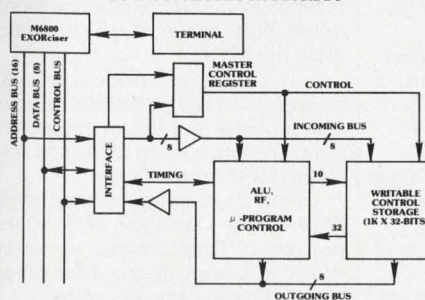 M6800
EXORciser
TERMINAL
ADDRESS BUS (16)
DATA BUS (8)
CONTROL BUS
MASTER
CONTROL
REGISTER
CONTROL
8
INCOMING BUS
8
INTERFACE
TIMING
ALU,
RF,
μ-PROGRAM
CONTROL
10
32
WRITABLE
CONTROL
STORAGE
(1K X 32-BITS)
8
OUTGOING BUS